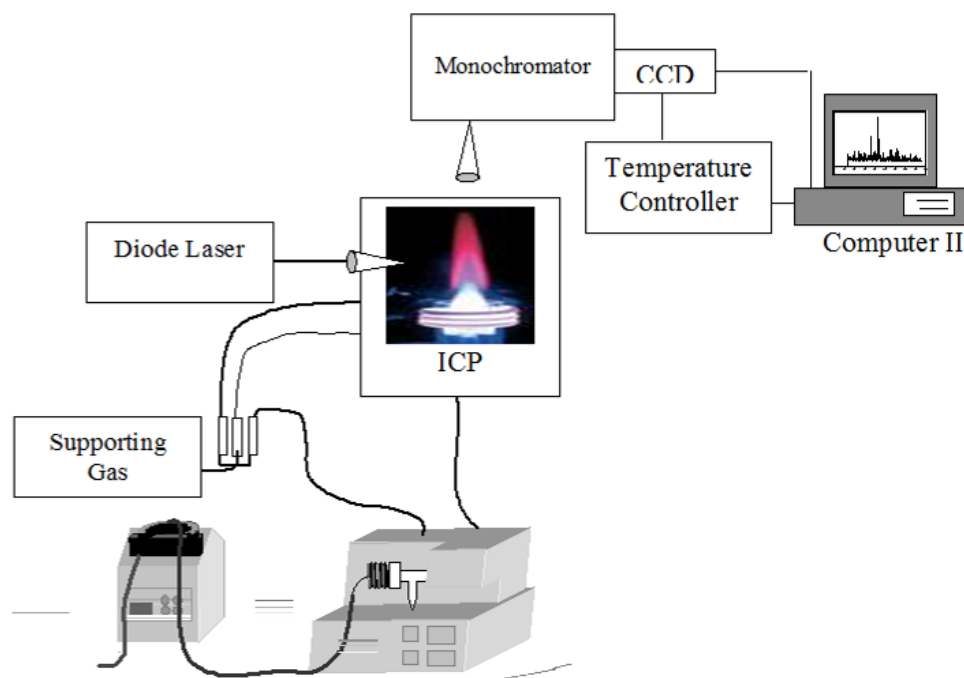 Monochromator
CCD
Temperature
Controller
Computer II
Diode Laser
ICP
Supporting
Gas